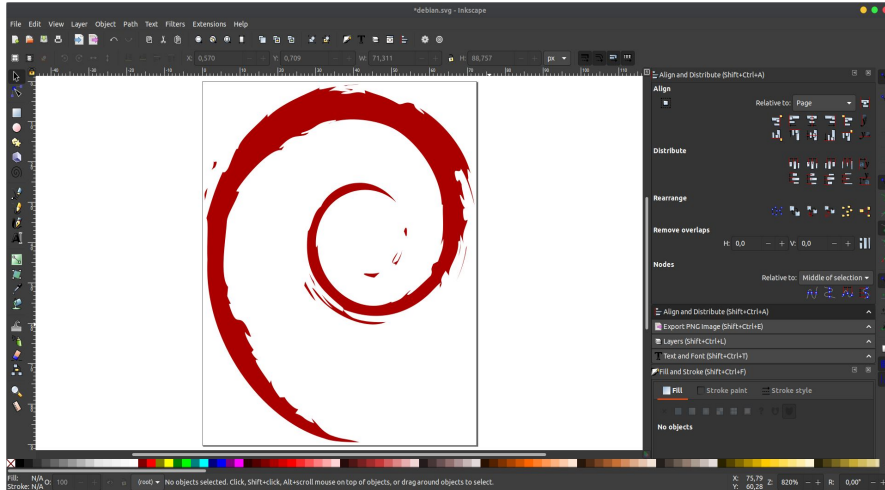 *debian.svg - Inkscape
File Edit View Layer Object Path Text Filters Extensions Help
X: 0,570 - + Y: 0,709 - + W: 71,311 - + H: 88,757 - + px
Align and Distribute (Shift+Ctrl+A)
Align
Relative to: Page
Distribute
Rearrange
Remove overlaps
H: 0,0 - + V: 0,0 - +
Nodes
Relative to: Middle of selection
Align and Distribute (Shift+Ctrl+A)
Export PNG Image (Shift+Ctrl+E)
Layers (Shift+Ctrl+L)
Text and Font (Shift+Ctrl+T)
Fill and Stroke (Shift+Ctrl+F)
Fill Stroke paint Stroke style
No objects
Fill: N/A O: 100 - + (root) No objects selected. Click, Shift+click, Alt+scroll mouse on top of objects, or drag around objects to select. X: 75,79 Z: 820% - + R: 0,00° - +
Stroke: N/A Y: 60,28